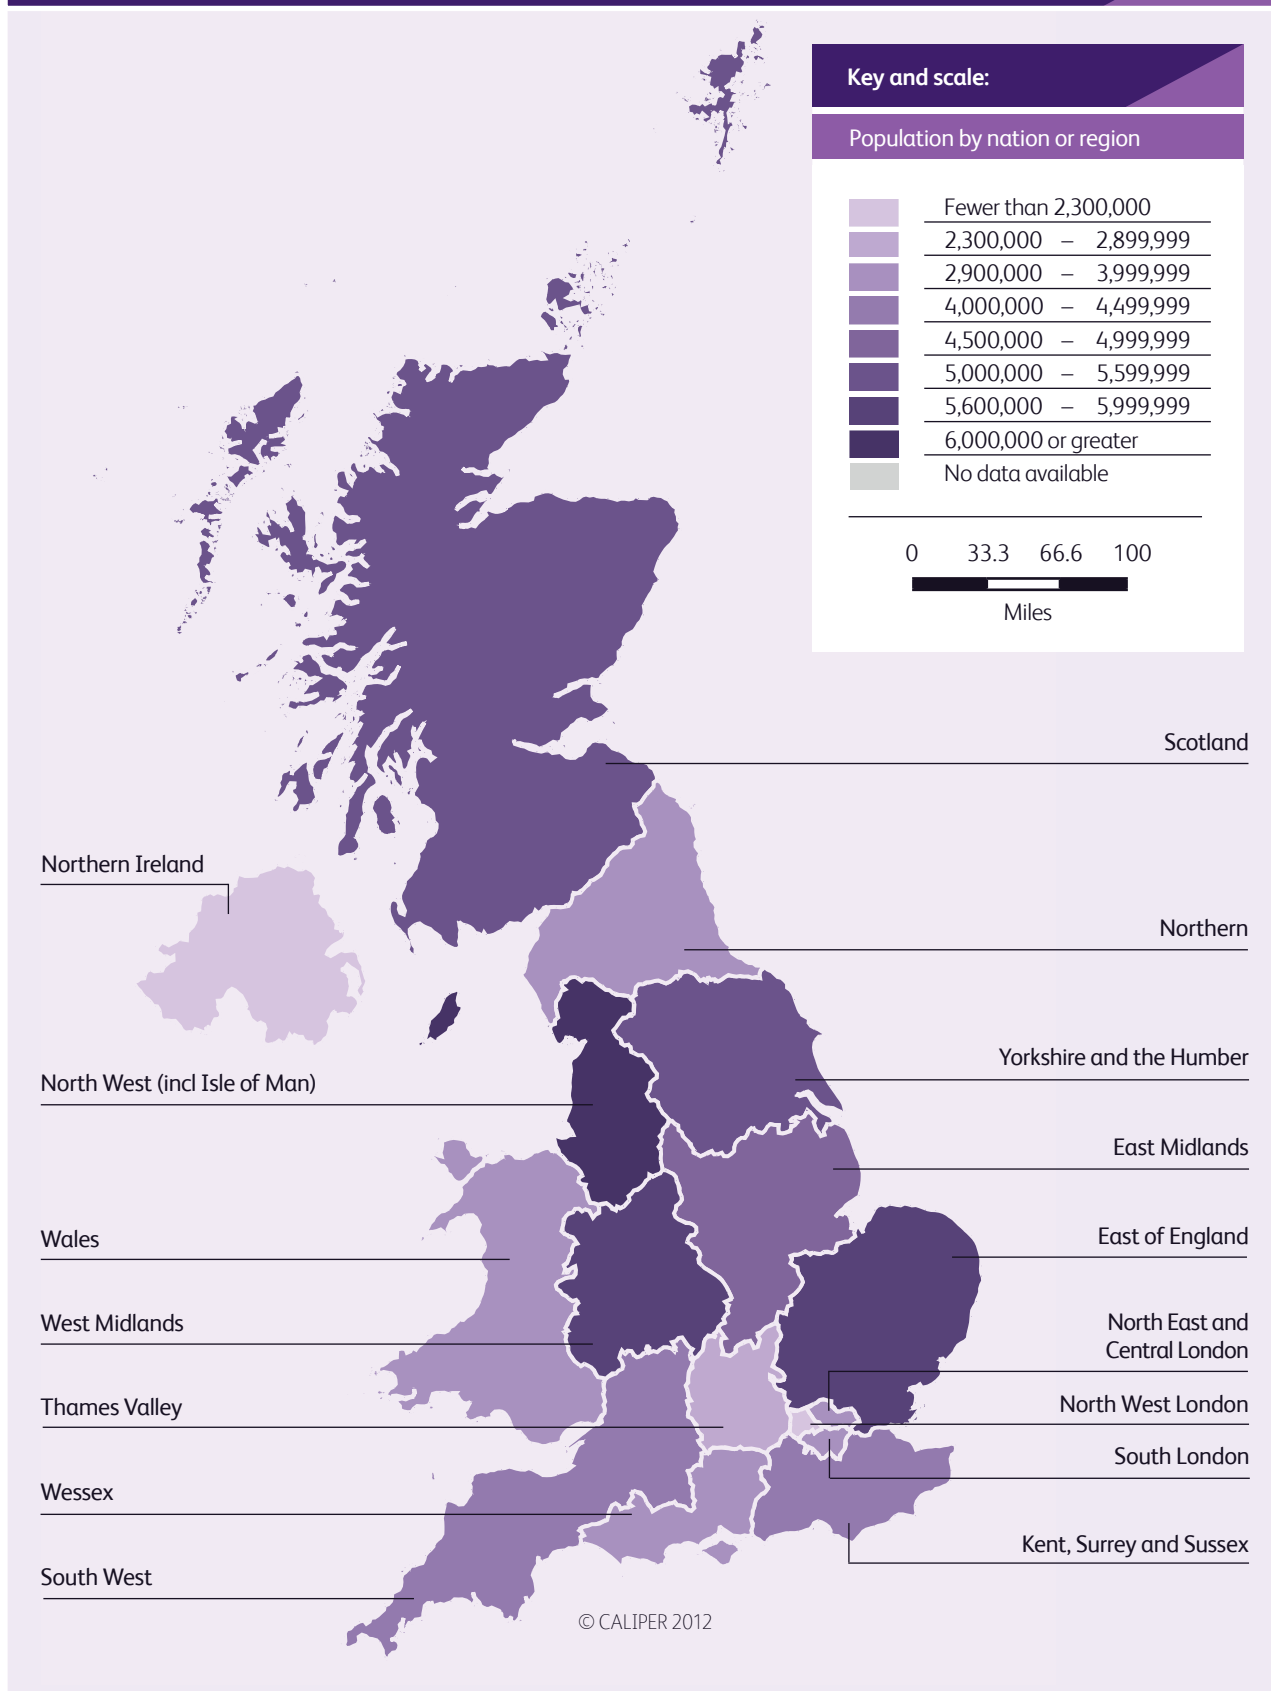 Key and scale:
Population by nation or region
Fewer than 2,300,000
2,300,000 – 2,899,999
2,900,000 – 3,999,999
4,000,000 – 4,499,999
4,500,000 – 4,999,999
5,000,000 – 5,599,999
5,600,000 – 5,999,999
6,000,000 or greater
No data available
0 33.3 66.6 100
Miles
Scotland
Northern Ireland
Northern
Yorkshire and the Humber
North West (incl Isle of Man)
East Midlands
East of England
Wales
West Midlands
North East and
Central London
Thames Valley
North West London
South London
Wessex
Kent, Surrey and Sussex
South West
© CALIPER 2012